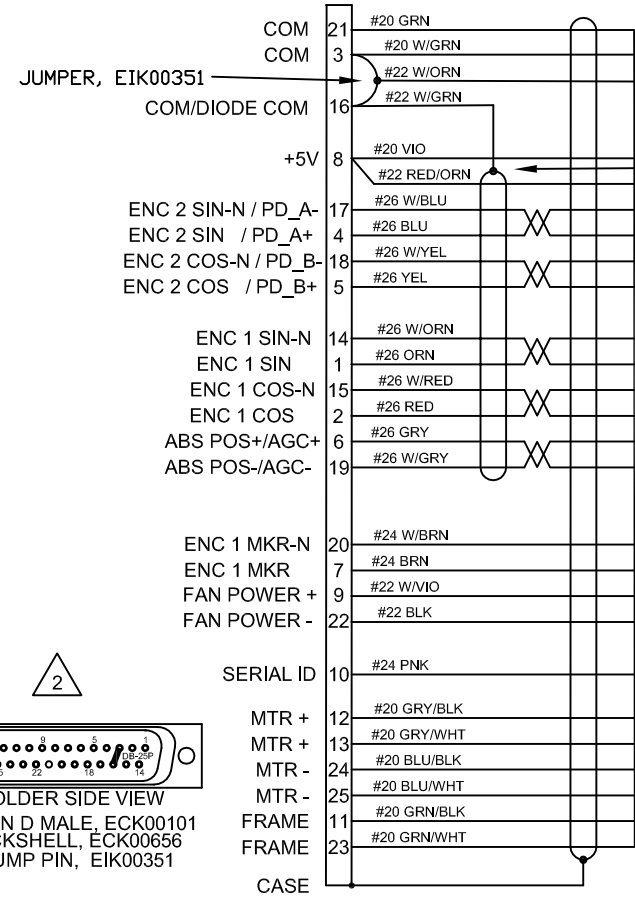 COM 21 #20 GRN
COM 3 #20 W/GRN
JUMPER, EIK00351 #22 W/ORN
COM/DIODE COM 16 #22 W/GRN
+5V 8 #20 VIO
#22 RED/ORN
ENC 2 SIN-N / PD_A- 17 #26 W/BLU
ENC 2 SIN / PD_A+ 4 #26 BLU
ENC 2 COS-N / PD_B- 18 #26 W/YEL
ENC 2 COS / PD_B+ 5 #26 YEL
ENC 1 SIN-N 14 #26 W/ORN
ENC 1 SIN 1 #26 ORN
ENC 1 COS-N 15 #26 W/RED
ENC 1 COS 2 #26 RED
ABS POS+/AGC+ 6 #26 GRY
ABS POS-/AGC- 19 #26 W/GRY
ENC 1 MKR-N 20 #24 W/BRN
ENC 1 MKR 7 #24 BRN
FAN POWER + 9 #22 W/VIO
FAN POWER - 22 #22 BLK
SERIAL ID 10 #24 PNK
MTR + 12 #20 GRY/BLK
MTR + 13 #20 GRY/WHT
MTR - 24 #20 BLU/BLK
MTR - 25 #20 BLU/WHT
FRAME 11 #20 GRN/BLK
FRAME 23 #20 GRN/WHT
CASE
2
9 5 1
DB-25P
22 18 14
OLDER SIDE VIEW
N D MALE, ECK00101
CKSHELL, ECK00656
UMP PIN, EIK00351